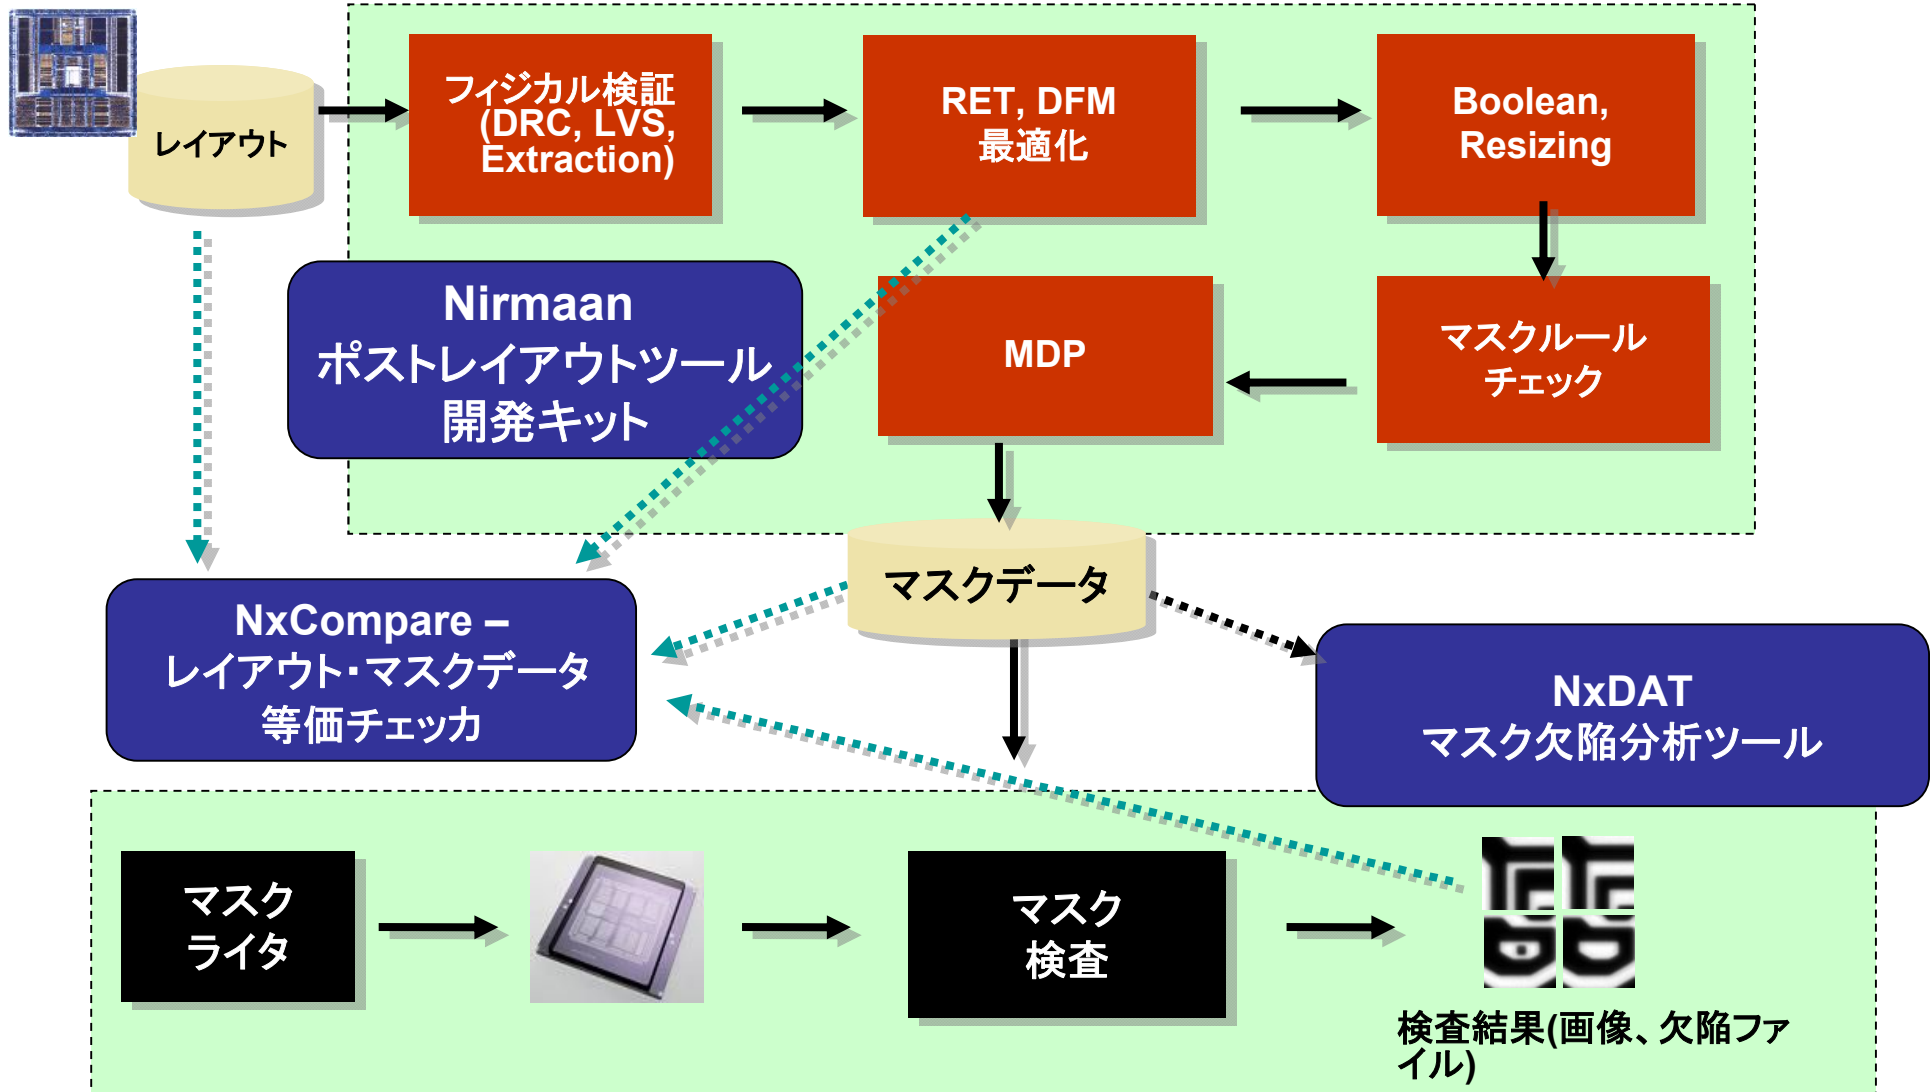 レイアウト
フィジカル検証
(DRC, LVS,
Extraction)
RET, DFM
最適化
Boolean,
Resizing
Nirmaan
ポストレイアウトツール
開発キット
MDP
マスクルール
チェック
マスクデータ
NxCompare –
レイアウト・マスクデータ
等価チェッカ
NxDAT
マスク欠陥分析ツール
マスク
ライタ
マスク
検査
検査結果(画像、欠陥ファ
イル)